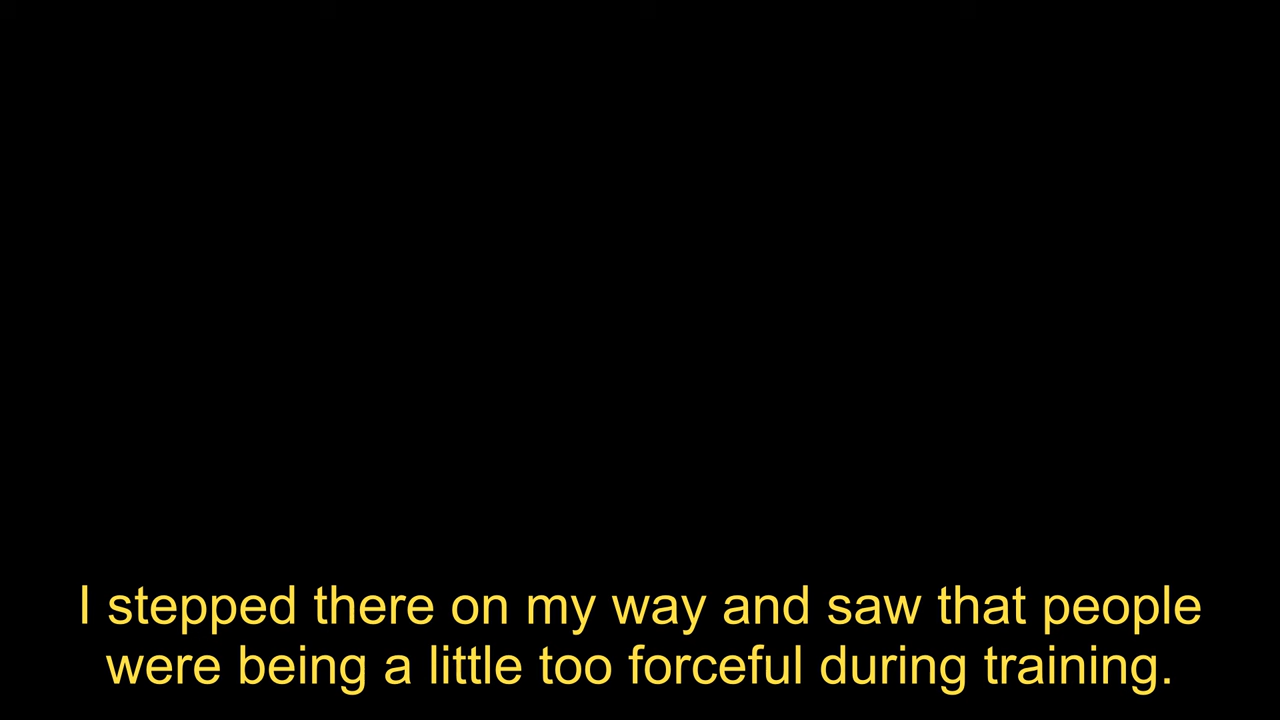 I stepped there on my way and saw that people
were being a little too forceful during training.